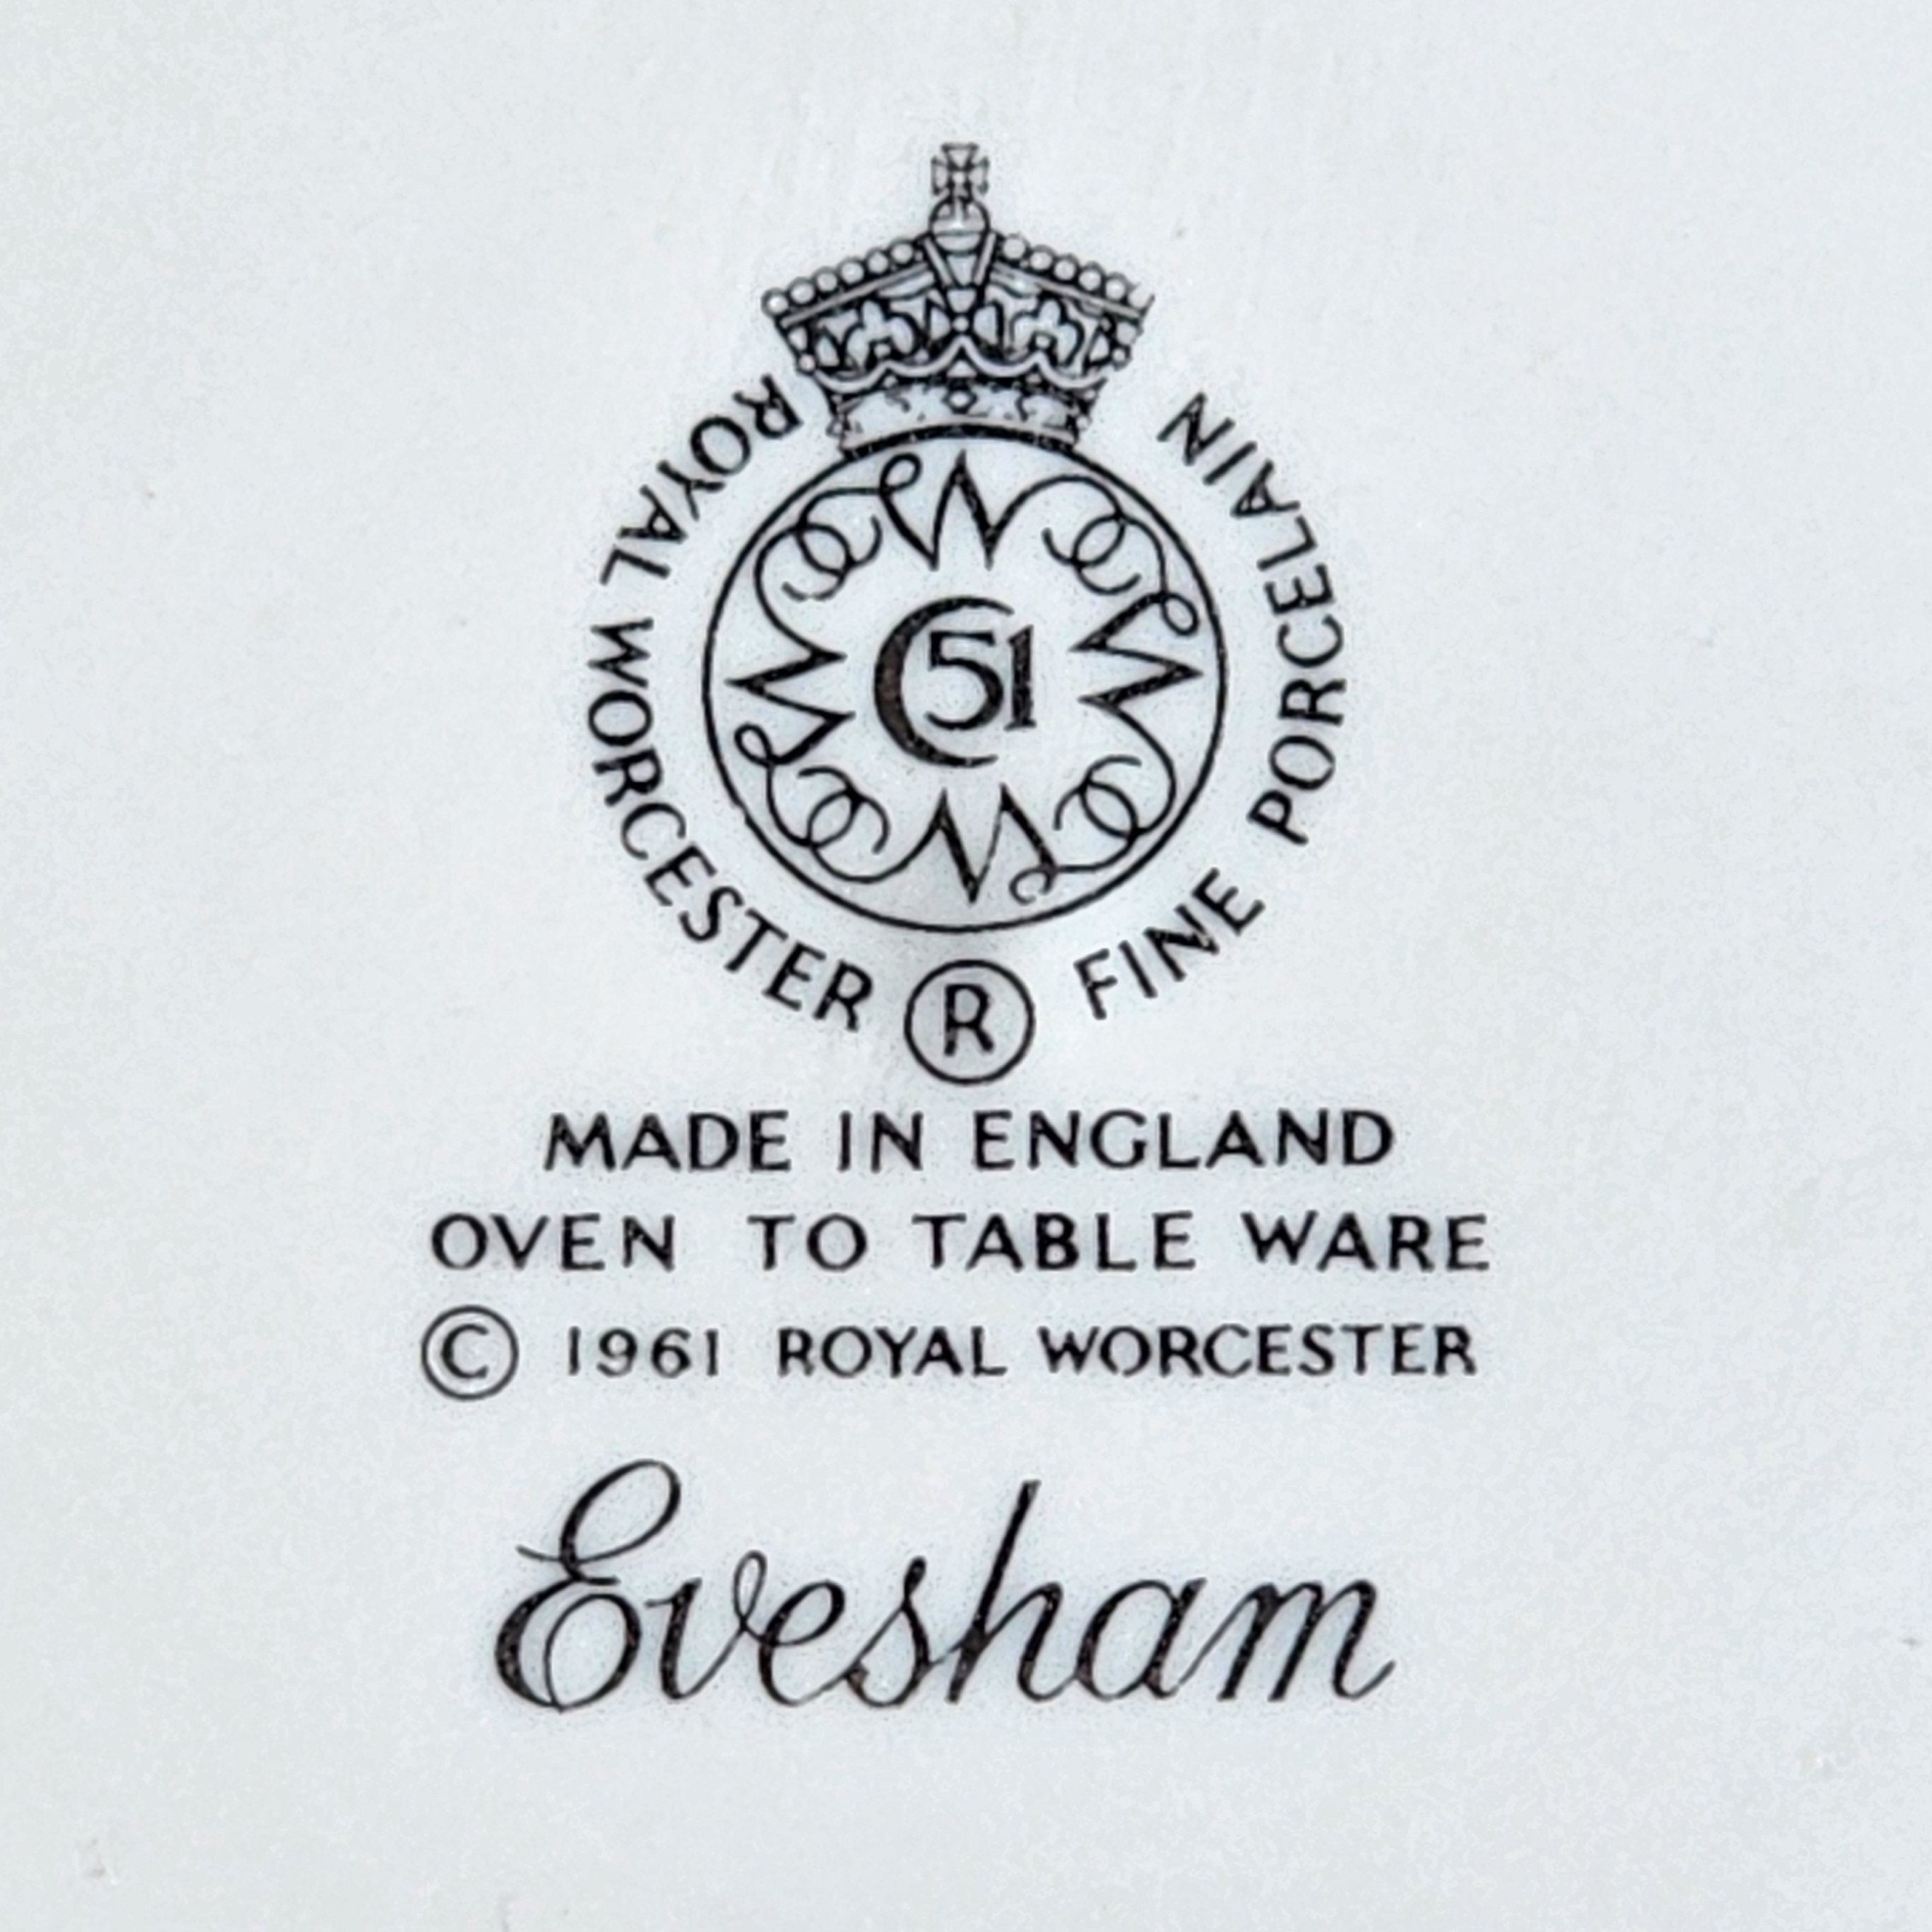 ROYAL WORCESTER ® FINE PORCELAIN
51
MADE IN ENGLAND
OVEN TO TABLE WARE
© 1961 ROYAL WORCESTER
Evesham